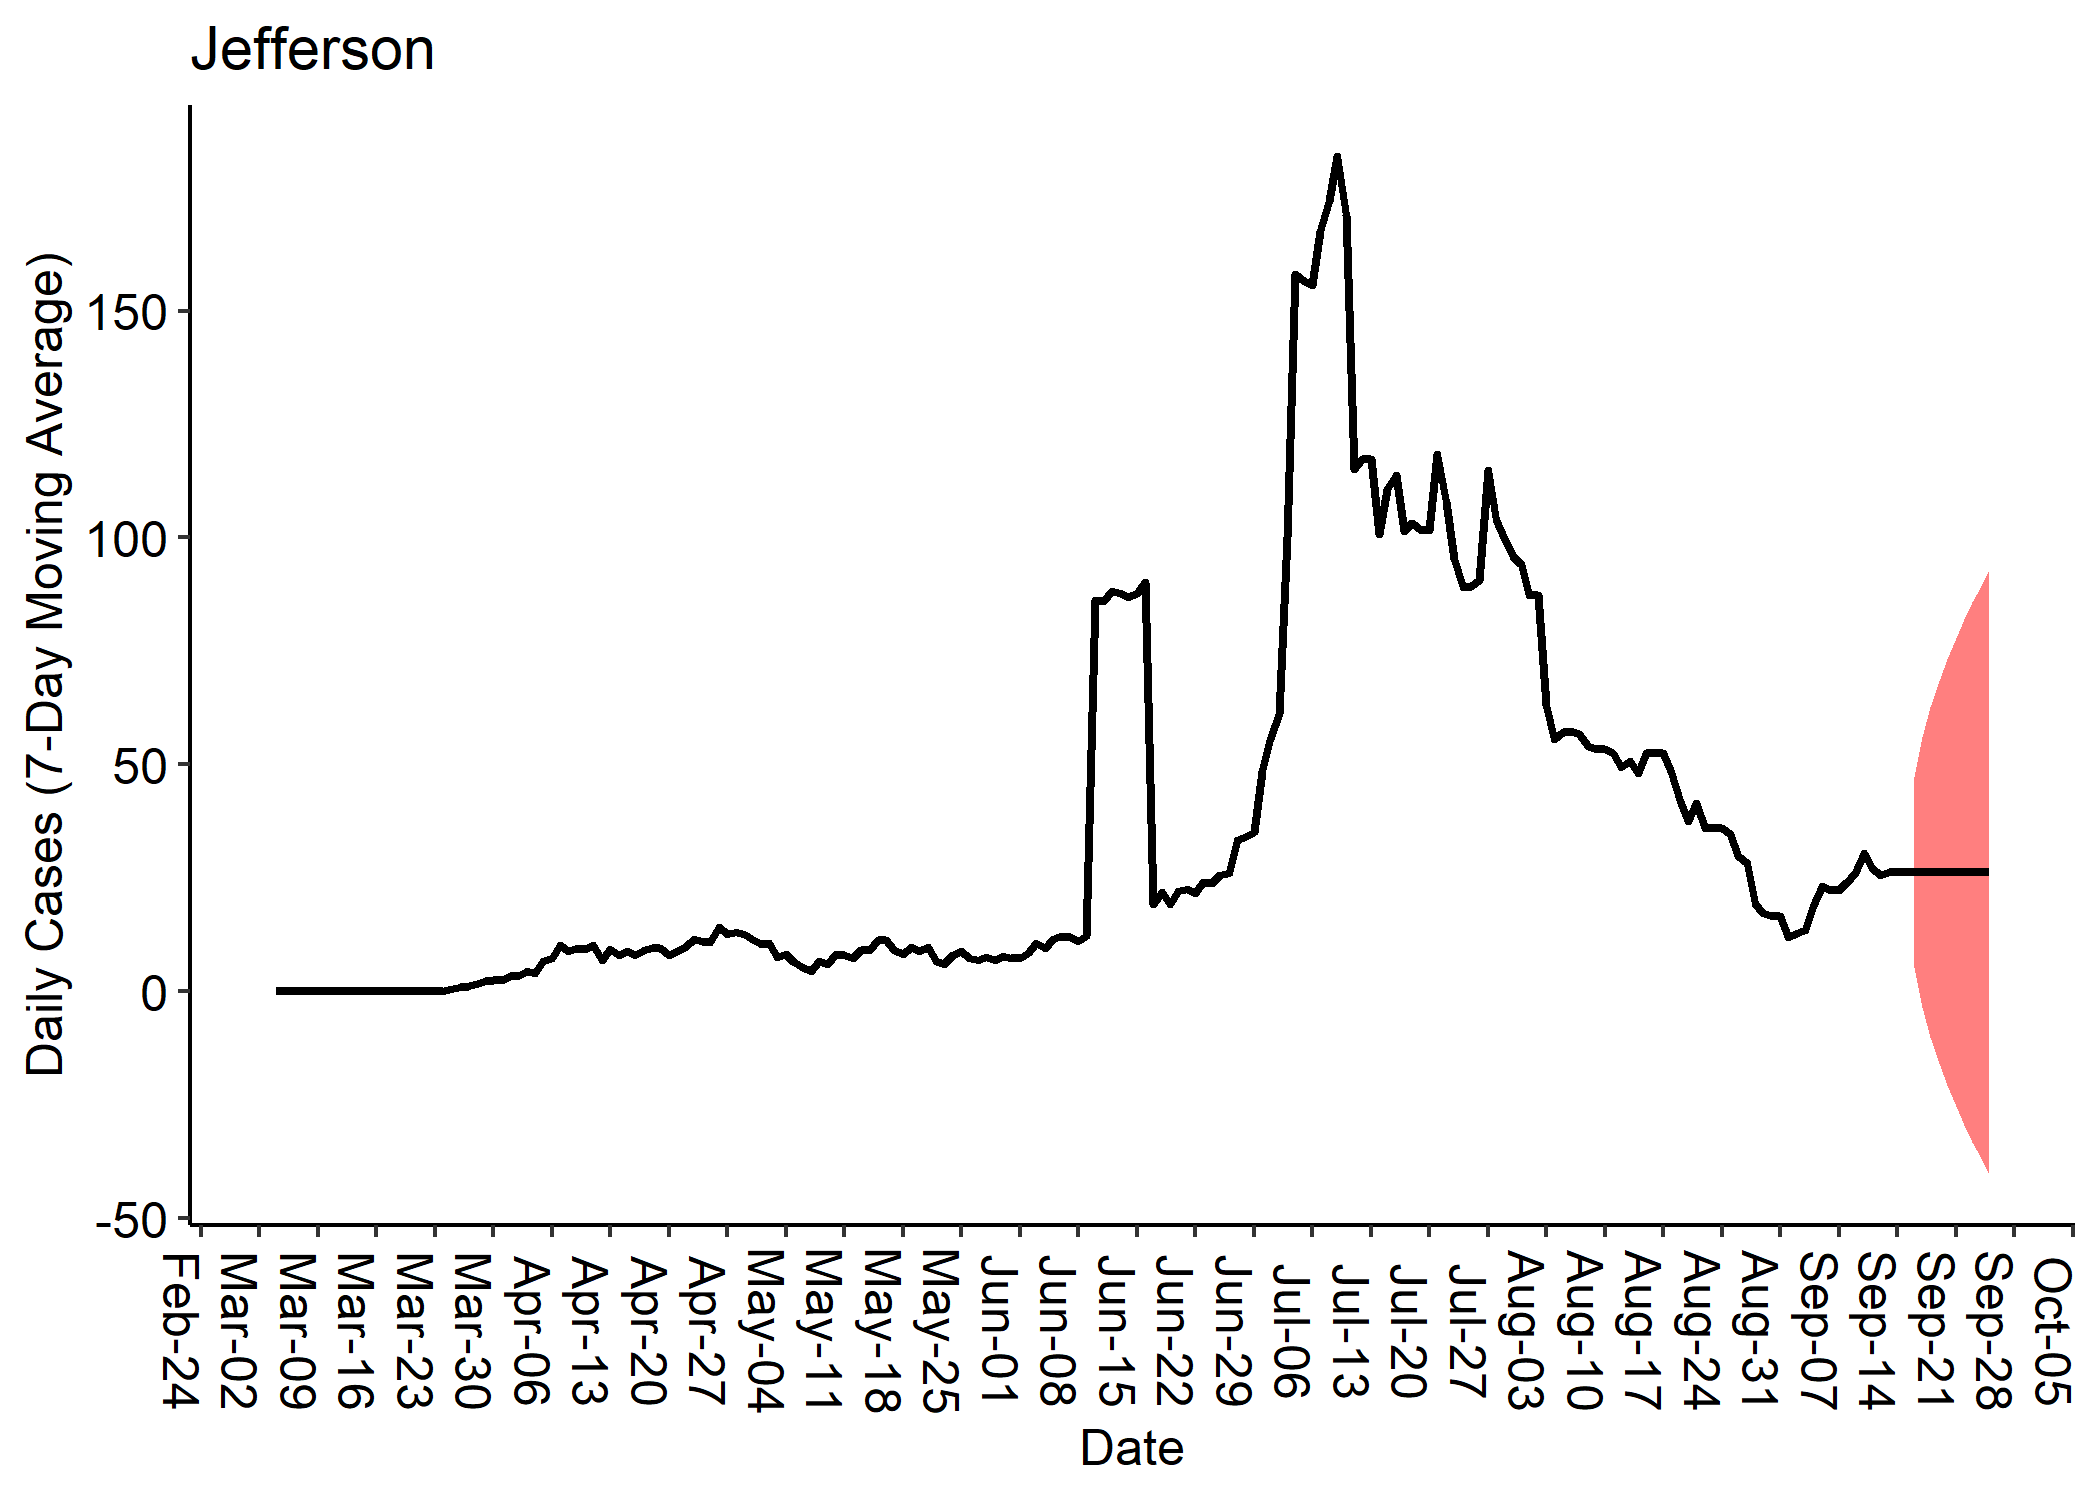 Jefferson
Daily Cases (7-Day Moving Average)
150
100
50
0
-50
Feb-24
Mar-02
Mar-09
Mar-16
Mar-23
Mar-30
Apr-06
Apr-13
Apr-20
Apr-27
May-04
May-11
May-18
May-25
Jun-01
Jun-08
Jun-15
Jun-22
Jun-29
Jul-06
Jul-13
Jul-20
Jul-27
Aug-03
Aug-10
Aug-17
Aug-24
Aug-31
Sep-07
Sep-14
Sep-21
Sep-28
Oct-05
Date